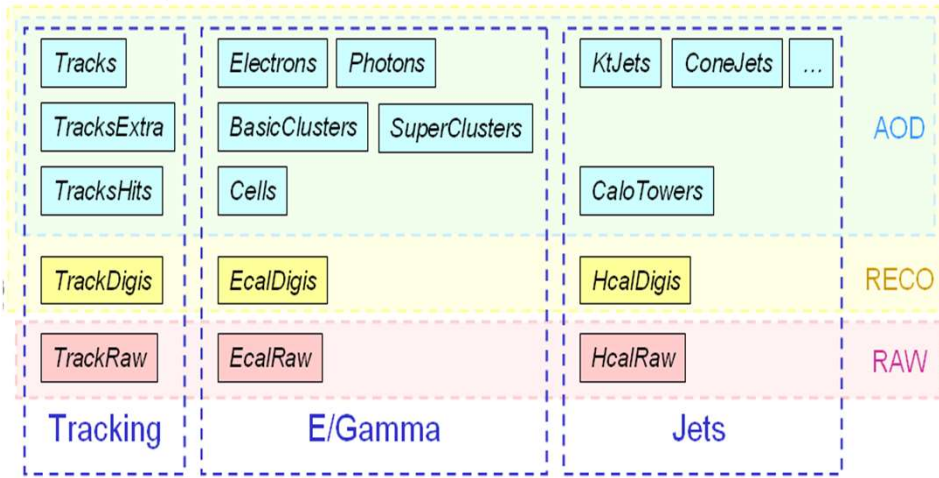 Tracks Electrons Photons KtJets ConeJets ...
TracksExtra BasicClusters SuperClusters AOD
TracksHits Cells CaloTowers
TrackDigis EcalDigis HcalDigis RECO
TrackRaw EcalRaw HcalRaw RAW
Tracking E/Gamma Jets